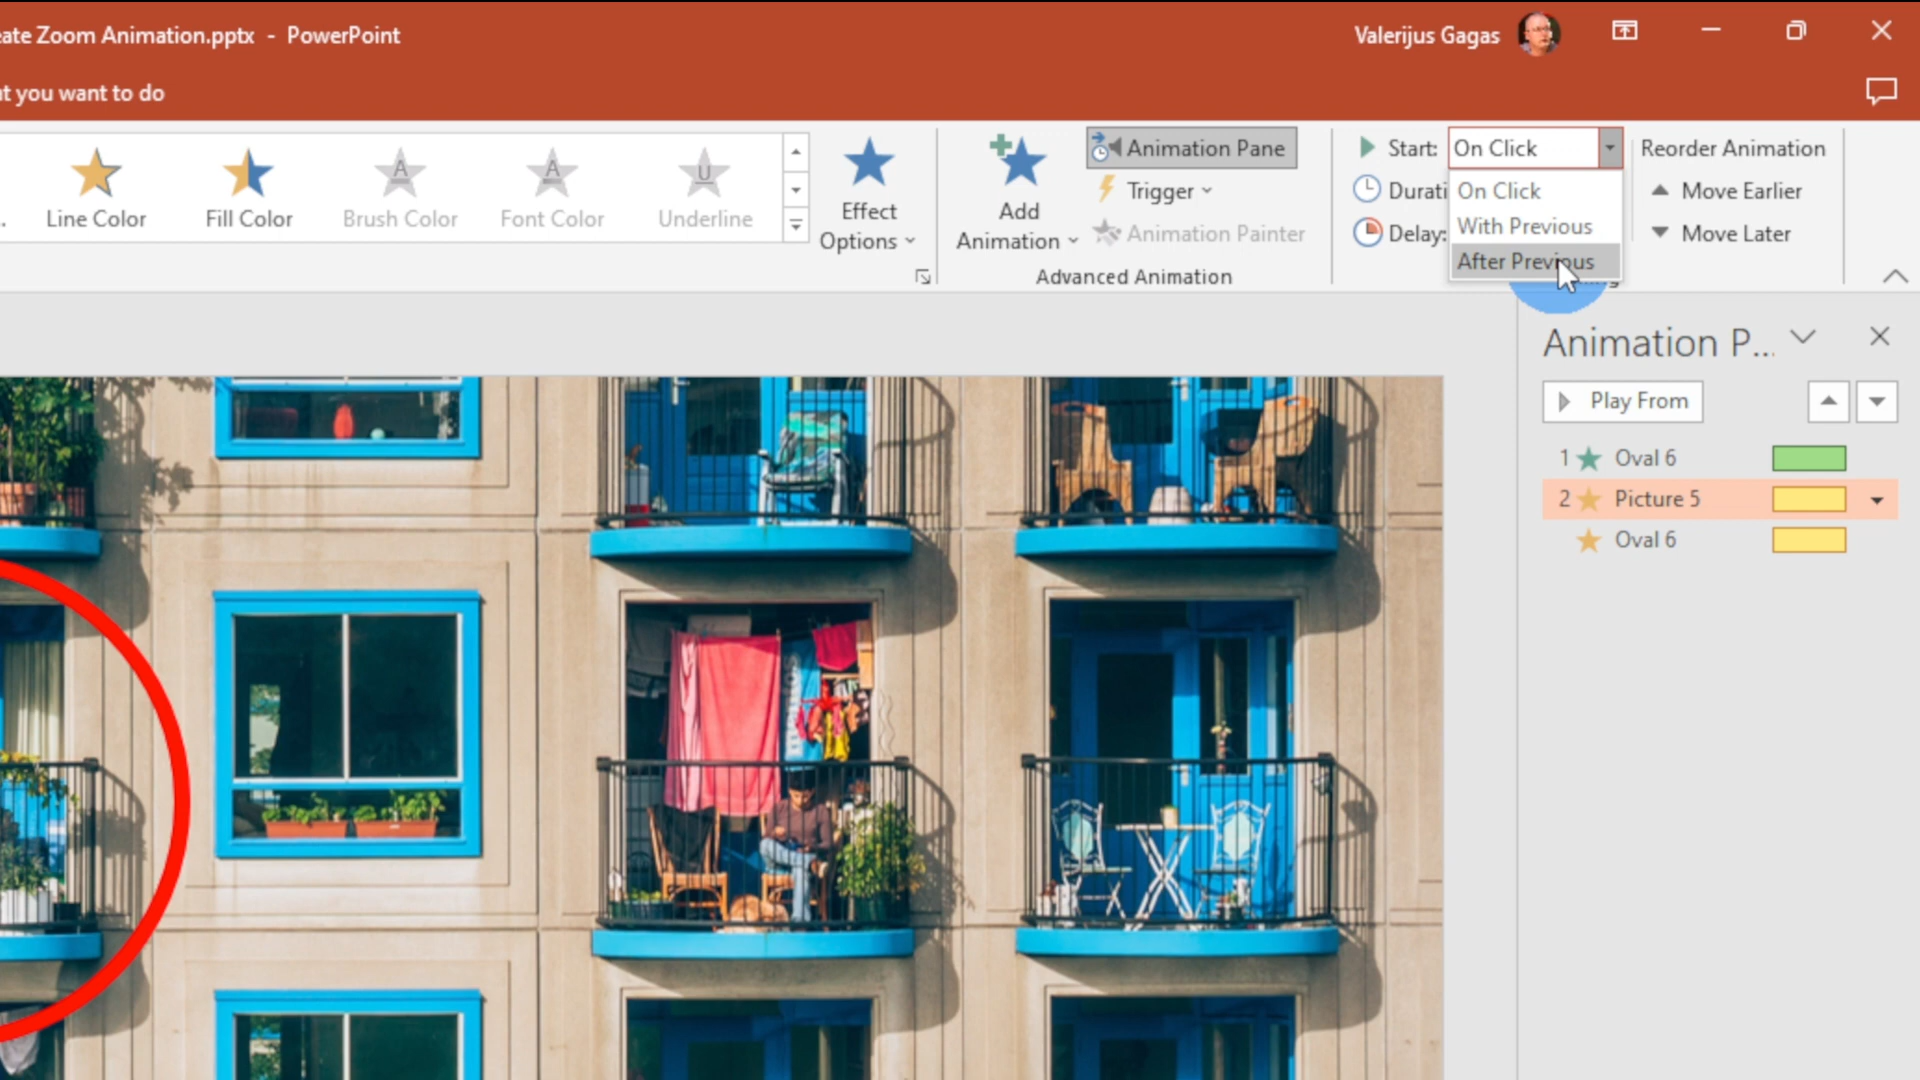 ate Zoom Animation.pptx - PowerPoint
Valerijus Gagas
at you want to do
Line Color
Fill Color
Brush Color
Font Color
Underline
Effect
Options
Add
Animation
Animation Pane
Trigger
Animation Painter
Advanced Animation
Start:
On Click
Durati
Delay:
On Click
With Previous
After Previous
Reorder Animation
Move Earlier
Move Later
Animation P...
Play From
1 Oval 6
2 Picture 5
Oval 6